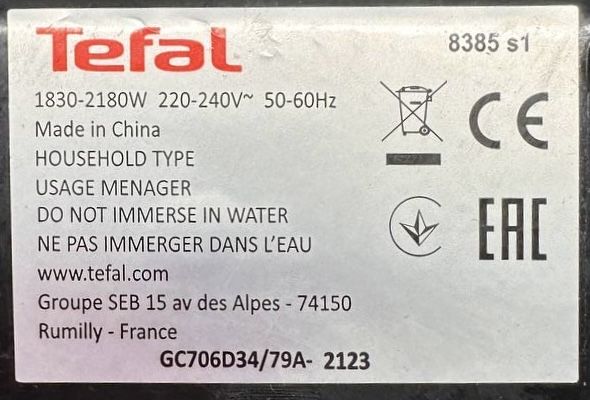 Tefal
8385 s1
1830-2180W 220-240V~ 50-60Hz
Made in China
HOUSEHOLD TYPE
USAGE MENAGER
DO NOT IMMERSE IN WATER
NE PAS IMMERGER DANS L'EAU
www.tefal.com
Groupe SEB 15 av des Alpes - 74150
Rumilly - France
GC706D34/79A- 2123
CE
EAC